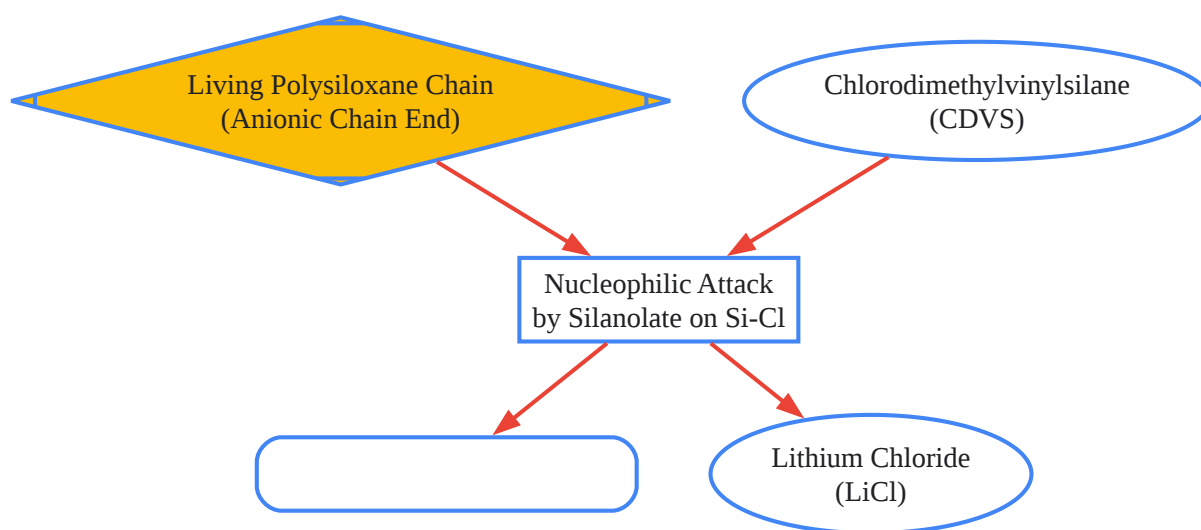 Living Polysiloxane Chain
(Anionic Chain End)
Chlorodimethylvinylsilane
(CDVS)
Nucleophilic Attack
by Silanolate on Si-Cl
Lithium Chloride
(LiCl)